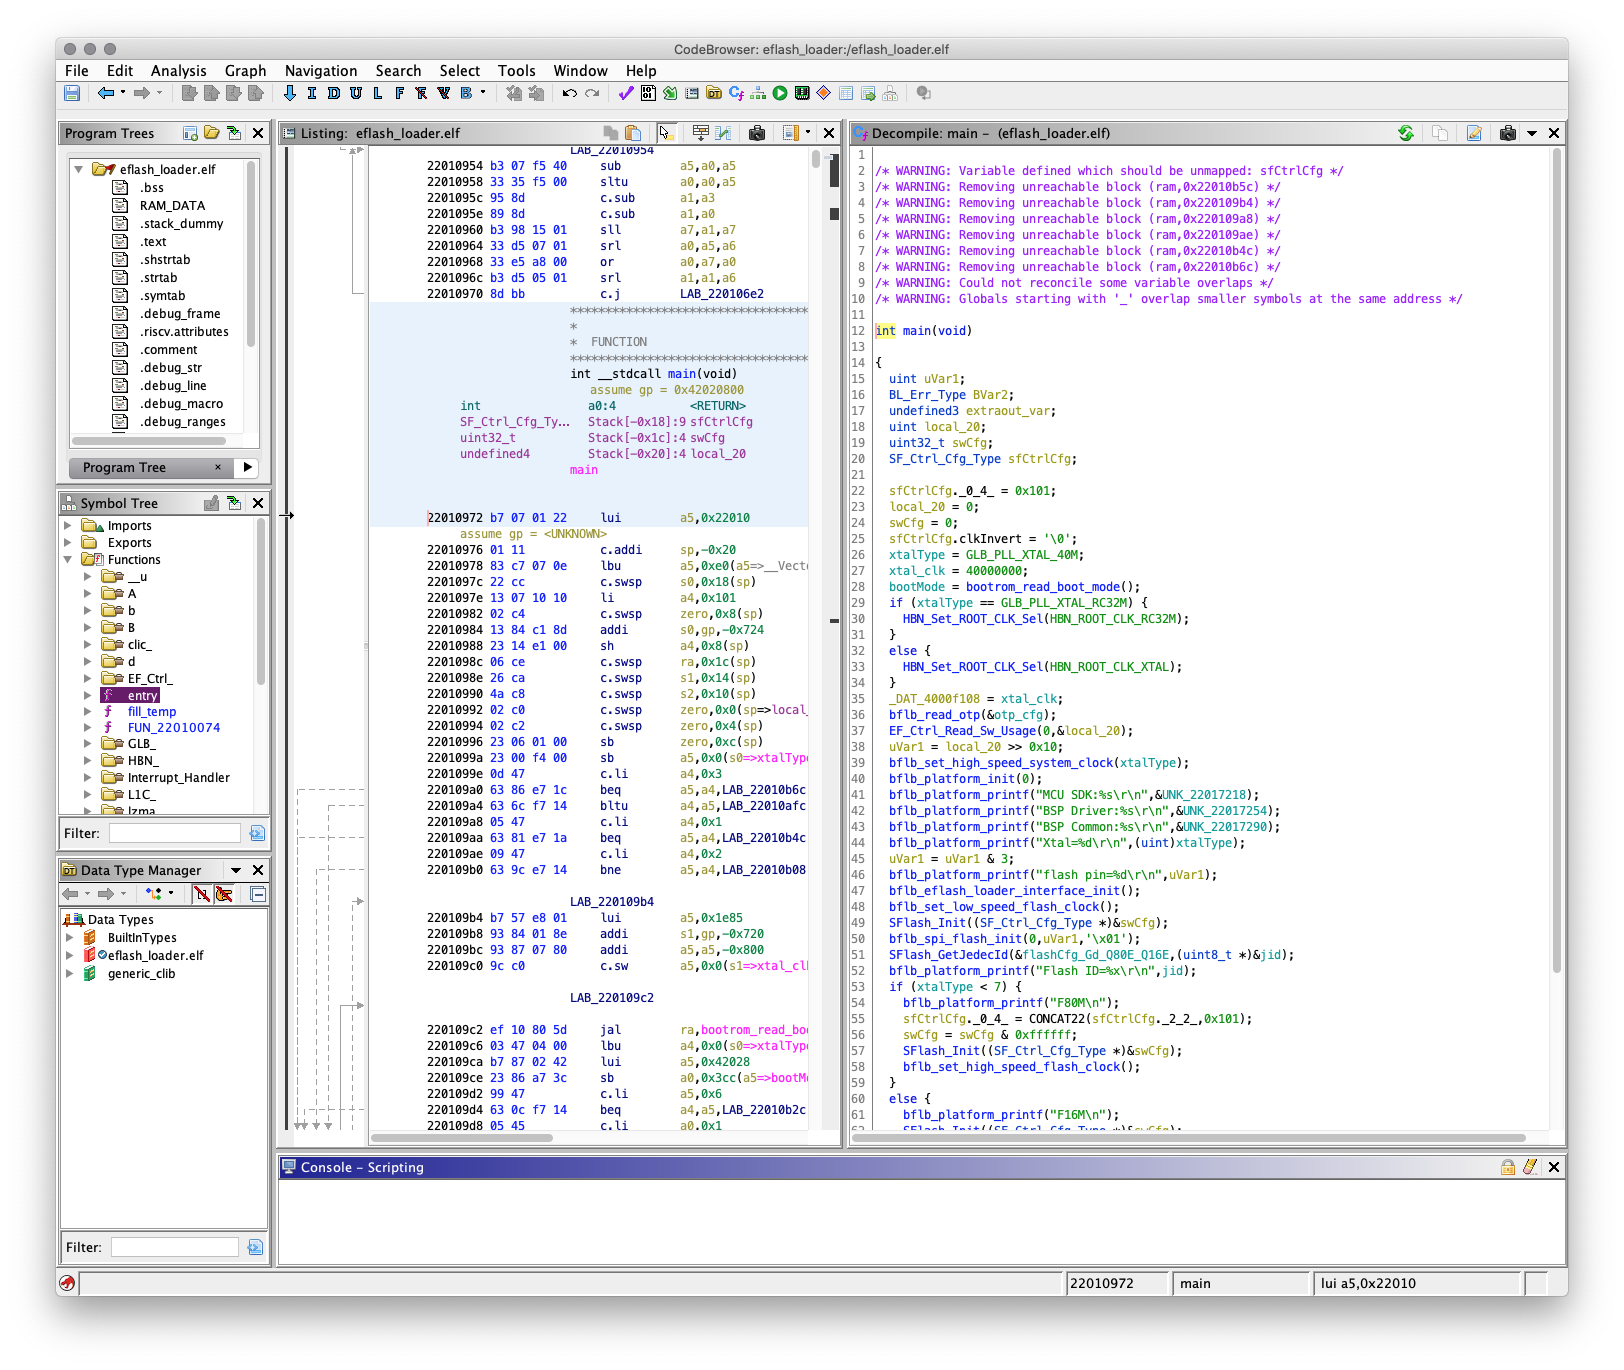 CodeBrowser: eflash_loader:/eflash_loader.elf
File Edit Analysis Graph Navigation Search Select Tools Window Help
I D U L F F V B
Program Trees
eflash_loader.elf
.bss
RAM_DATA
.stack_dummy
.text
.shstrtab
.strtab
.symtab
.debug_frame
.riscv.attributes
.comment
.debug_str
.debug_line
.debug_macro
.debug_ranges
Program Tree
Symbol Tree
Imports
Exports
Functions
__u
A
b
B
clic_
d
EF_Ctrl_
entry
fill_temp
FUN_22010074
GLB_
HBN_
Interrupt_Handler
L1C_
lzma
Filter:
Data Type Manager
Data Types
BuiltInTypes
eflash_loader.elf
generic_clib
Filter:
Listing: eflash_loader.elf
LAB_22010954
22010954 b3 07 f5 40 sub a5,a0,a5
22010958 33 35 f5 00 sltu a0,a0,a5
2201095c 95 8d c.sub a1,a3
2201095e 89 8d c.sub a1,a0
22010960 b3 98 15 01 sll a7,a1,a7
22010964 33 d5 07 01 srl a0,a5,a6
22010968 33 e5 a8 00 or a0,a7,a0
2201096c b3 d5 05 01 srl a1,a1,a6
22010970 8d bb c.j LAB_220106e2
**********************************
*
* FUNCTION
**********************************
int __stdcall main(void)
assume gp = 0x42020800
int a0:4 <RETURN>
SF_Ctrl_Cfg_Ty... Stack[-0x18]:9 sfCtrlCfg
uint32_t Stack[-0x1c]:4 swCfg
undefined4 Stack[-0x20]:4 local_20
main
22010972 b7 07 01 22 lui a5,0x22010
assume gp = <UNKNOWN>
22010976 01 11 c.addi sp,-0x20
22010978 83 c7 07 0e lbu a5,0xe0(a5=>__Vecto
2201097c 22 cc c.swsp s0,0x18(sp)
2201097e 13 07 10 10 li a4,0x101
22010982 02 c4 c.swsp zero,0x8(sp)
22010984 13 84 c1 8d addi s0,gp,-0x724
22010988 23 14 e1 00 sh a4,0x8(sp)
2201098c 06 ce c.swsp ra,0x1c(sp)
2201098e 26 ca c.swsp s1,0x14(sp)
22010990 4a c8 c.swsp s2,0x10(sp)
22010992 02 c0 c.swsp zero,0x0(sp=>local_
22010994 02 c2 c.swsp zero,0x4(sp)
22010996 23 06 01 00 sb zero,0xc(sp)
2201099a 23 00 f4 00 sb a5,0x0(s0=>xtalType
2201099e 0d 47 c.li a4,0x3
220109a0 63 86 e7 1c beq a5,a4,LAB_22010b6c
220109a4 63 6c f7 14 bltu a4,a5,LAB_22010afc
220109a8 05 47 c.li a4,0x1
220109aa 63 81 e7 1a beq a5,a4,LAB_22010b4c
220109ae 09 47 c.li a4,0x2
220109b0 63 9c e7 14 bne a5,a4,LAB_22010b08
LAB_220109b4
220109b4 b7 57 e8 01 lui a5,0x1e85
220109b8 93 84 01 8e addi s1,gp,-0x720
220109bc 93 87 07 80 addi a5,a5,-0x800
220109c0 9c c0 c.sw a5,0x0(s1=>xtal_cl
LAB_220109c2
220109c2 ef 10 80 5d jal ra,bootrom_read_bo
220109c6 03 47 04 00 lbu a4,0x0(s0=>xtalType
220109ca b7 87 02 42 lui a5,0x42028
220109ce 23 86 a7 3c sb a0,0x3cc(a5=>bootM
220109d2 99 47 c.li a5,0x6
220109d4 63 0c f7 14 beq a4,a5,LAB_22010b2c
220109d8 05 45 c.li a0,0x1
Decompile: main - (eflash_loader.elf)
1
2 /* WARNING: Variable defined which should be unmapped: sfCtrlCfg */
3 /* WARNING: Removing unreachable block (ram,0x22010b5c) */
4 /* WARNING: Removing unreachable block (ram,0x220109b4) */
5 /* WARNING: Removing unreachable block (ram,0x220109a8) */
6 /* WARNING: Removing unreachable block (ram,0x220109ae) */
7 /* WARNING: Removing unreachable block (ram,0x22010b4c) */
8 /* WARNING: Removing unreachable block (ram,0x22010b6c) */
9 /* WARNING: Could not reconcile some variable overlaps */
10 /* WARNING: Globals starting with '_' overlap smaller symbols at the same address */
11
12 int main(void)
13
14 {
15 uint uVar1;
16 BL_Err_Type BVar2;
17 undefined3 extraout_var;
18 uint local_20;
19 uint32_t swCfg;
20 SF_Ctrl_Cfg_Type sfCtrlCfg;
21
22 sfCtrlCfg._0_4_ = 0x101;
23 local_20 = 0;
24 swCfg = 0;
25 sfCtrlCfg.clkInvert = '\0';
26 xtalType = GLB_PLL_XTAL_40M;
27 xtal_clk = 40000000;
28 bootMode = bootrom_read_boot_mode();
29 if (xtalType == GLB_PLL_XTAL_RC32M) {
30 HBN_Set_ROOT_CLK_Sel(HBN_ROOT_CLK_RC32M);
31 }
32 else {
33 HBN_Set_ROOT_CLK_Sel(HBN_ROOT_CLK_XTAL);
34 }
35 _DAT_4000f108 = xtal_clk;
36 bflb_read_otp(&otp_cfg);
37 EF_Ctrl_Read_Sw_Usage(0,&local_20);
38 uVar1 = local_20 >> 0x10;
39 bflb_set_high_speed_system_clock(xtalType);
40 bflb_platform_init(0);
41 bflb_platform_printf("MCU SDK:%s\r\n",&UNK_22017218);
42 bflb_platform_printf("BSP Driver:%s\r\n",&UNK_22017254);
43 bflb_platform_printf("BSP Common:%s\r\n",&UNK_22017290);
44 bflb_platform_printf("Xtal=%d\r\n",(uint)xtalType);
45 uVar1 = uVar1 & 3;
46 bflb_platform_printf("flash pin=%d\r\n",uVar1);
47 bflb_eflash_loader_interface_init();
48 bflb_set_low_speed_flash_clock();
49 SFlash_Init((SF_Ctrl_Cfg_Type *)&swCfg);
50 bflb_spi_flash_init(0,uVar1,'\x01');
51 SFlash_GetJedecId(&flashCfg_Gd_Q80E_Q16E,(uint8_t *)&jid);
52 bflb_platform_printf("Flash ID=%x\r\n",jid);
53 if (xtalType < 7) {
54 bflb_platform_printf("F80M\n");
55 sfCtrlCfg._0_4_ = CONCAT22(sfCtrlCfg._2_2_,0x101);
56 swCfg = swCfg & 0xffffff;
57 SFlash_Init((SF_Ctrl_Cfg_Type *)&swCfg);
58 bflb_set_high_speed_flash_clock();
59 }
60 else {
61 bflb_platform_printf("F16M\n");
62 SFlash_Init((SF_Ctrl_Cfg_Type *)&swCfg);
Console - Scripting
22010972 main lui a5,0x22010